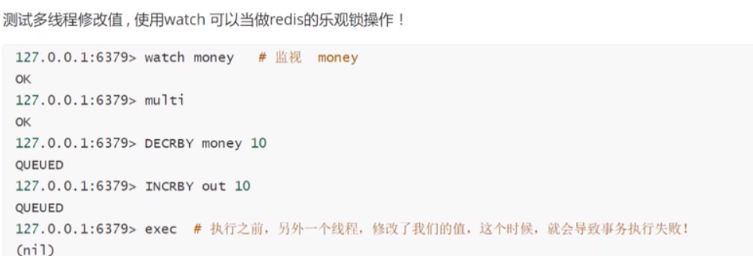 测试多线程修改值 , 使用watch 可以当做redis的乐观锁操作！
127.0.0.1:6379> watch money   # 监视  money
OK
127.0.0.1:6379> multi
OK
127.0.0.1:6379> DECRBY money 10
QUEUED
127.0.0.1:6379> INCRBY out 10
QUEUED
127.0.0.1:6379> exec  # 执行之前，另外一个线程，修改了我们的值，这个时候，就会导致事务执行失败！
(nil)